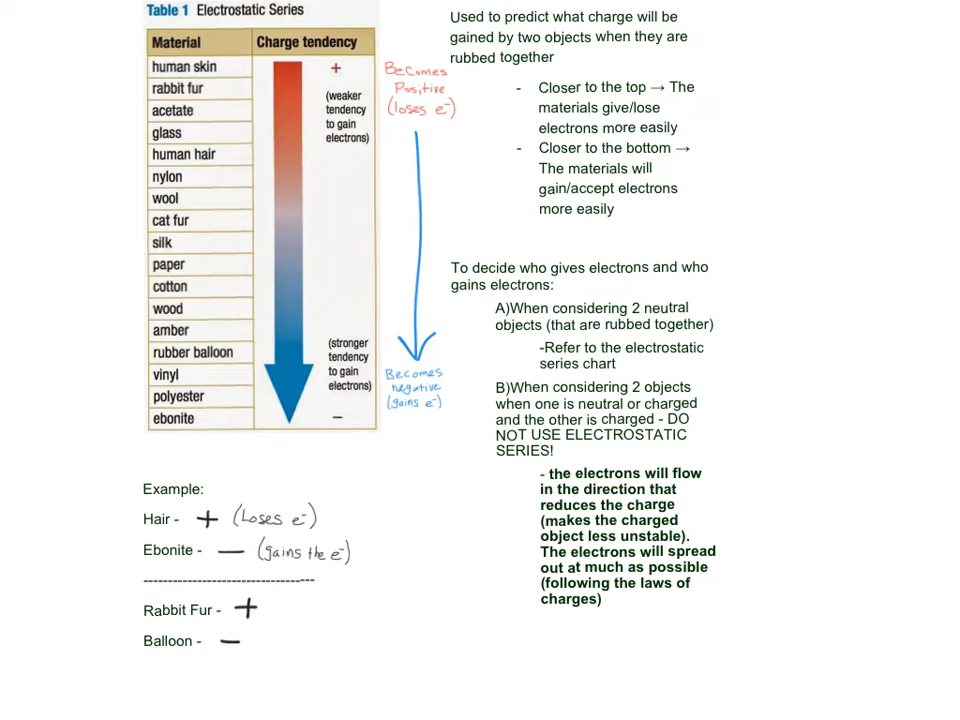 Table 1 Electrostatic Series
Material
Charge tendency
human skin
rabbit fur
acetate
glass
human hair
nylon
wool
cat fur
silk
paper
cotton
wood
amber
rubber balloon
vinyl
polyester
ebonite
+
(weaker
tendency
to gain
electrons)
(stronger
tendency
to gain
electrons)
−
Becomes
Positive
(loses e⁻)
Becomes
negative
(gains e⁻)
Used to predict what charge will be
gained by two objects when they are
rubbed together
- Closer to the top → The
materials give/lose
electrons more easily
- Closer to the bottom →
The materials will
gain/accept electrons
more easily
To decide who gives electrons and who
gains electrons:
A)When considering 2 neutral
objects (that are rubbed together)
-Refer to the electrostatic
series chart
B)When considering 2 objects
when one is neutral or charged
and the other is charged - DO
NOT USE ELECTROSTATIC
SERIES!
- the electrons will flow
in the direction that
reduces the charge
(makes the charged
object less unstable).
The electrons will spread
out at much as possible
(following the laws of
charges)
Example:
Hair - + (Loses e⁻)
Ebonite - − (gains the e⁻)
-----------------------------------
Rabbit Fur - +
Balloon - −